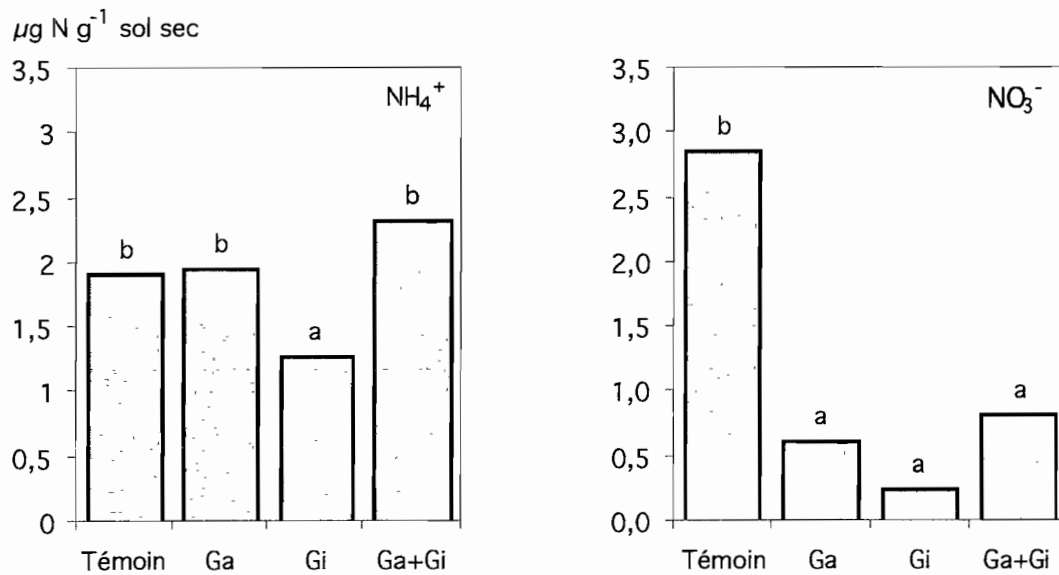 µg N g⁻¹ sol sec
3,5
3
2,5
2
1,5
1
0,5
0
NH₄⁺
b
b
a
b
Témoin Ga Gi Ga+Gi
3,5
3,0
2,5
2,0
1,5
1,0
0,5
0,0
NO₃⁻
b
a
a
a
Témoin Ga Gi Ga+Gi